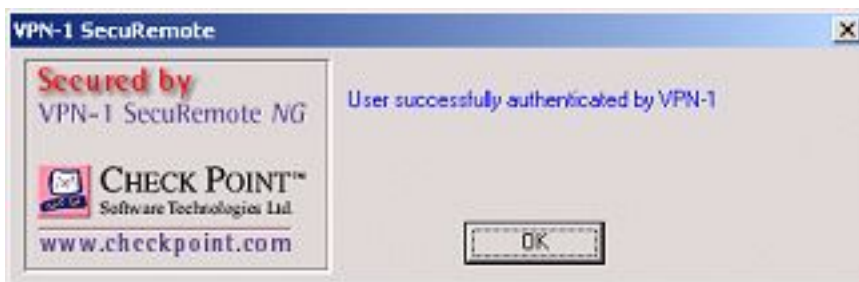 VPN-1 SecuRemote
Secured by
VPN-1 SecuRemote NG
CHECK POINT™
Software Technologies Ltd.
www.checkpoint.com
User successfully authenticated by VPN-1
OK